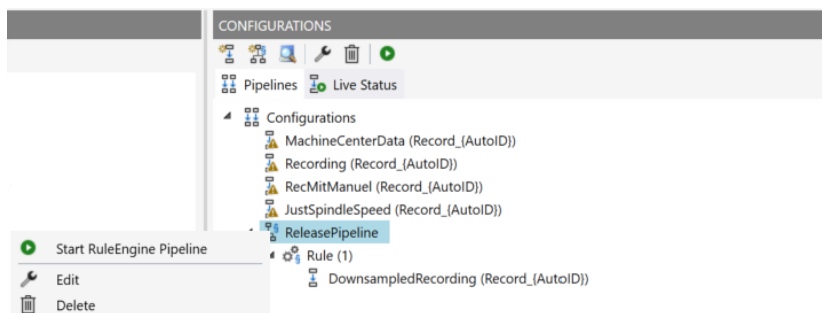 CONFIGURATIONS
Pipelines Live Status
Configurations
MachineCenterData (Record_{AutoID})
Recording (Record_{AutoID})
RecMitManuel (Record_{AutoID})
JustSpindleSpeed (Record_{AutoID})
ReleasePipeline
Rule (1)
DownsampledRecording (Record_{AutoID})
Start RuleEngine Pipeline
Edit
Delete